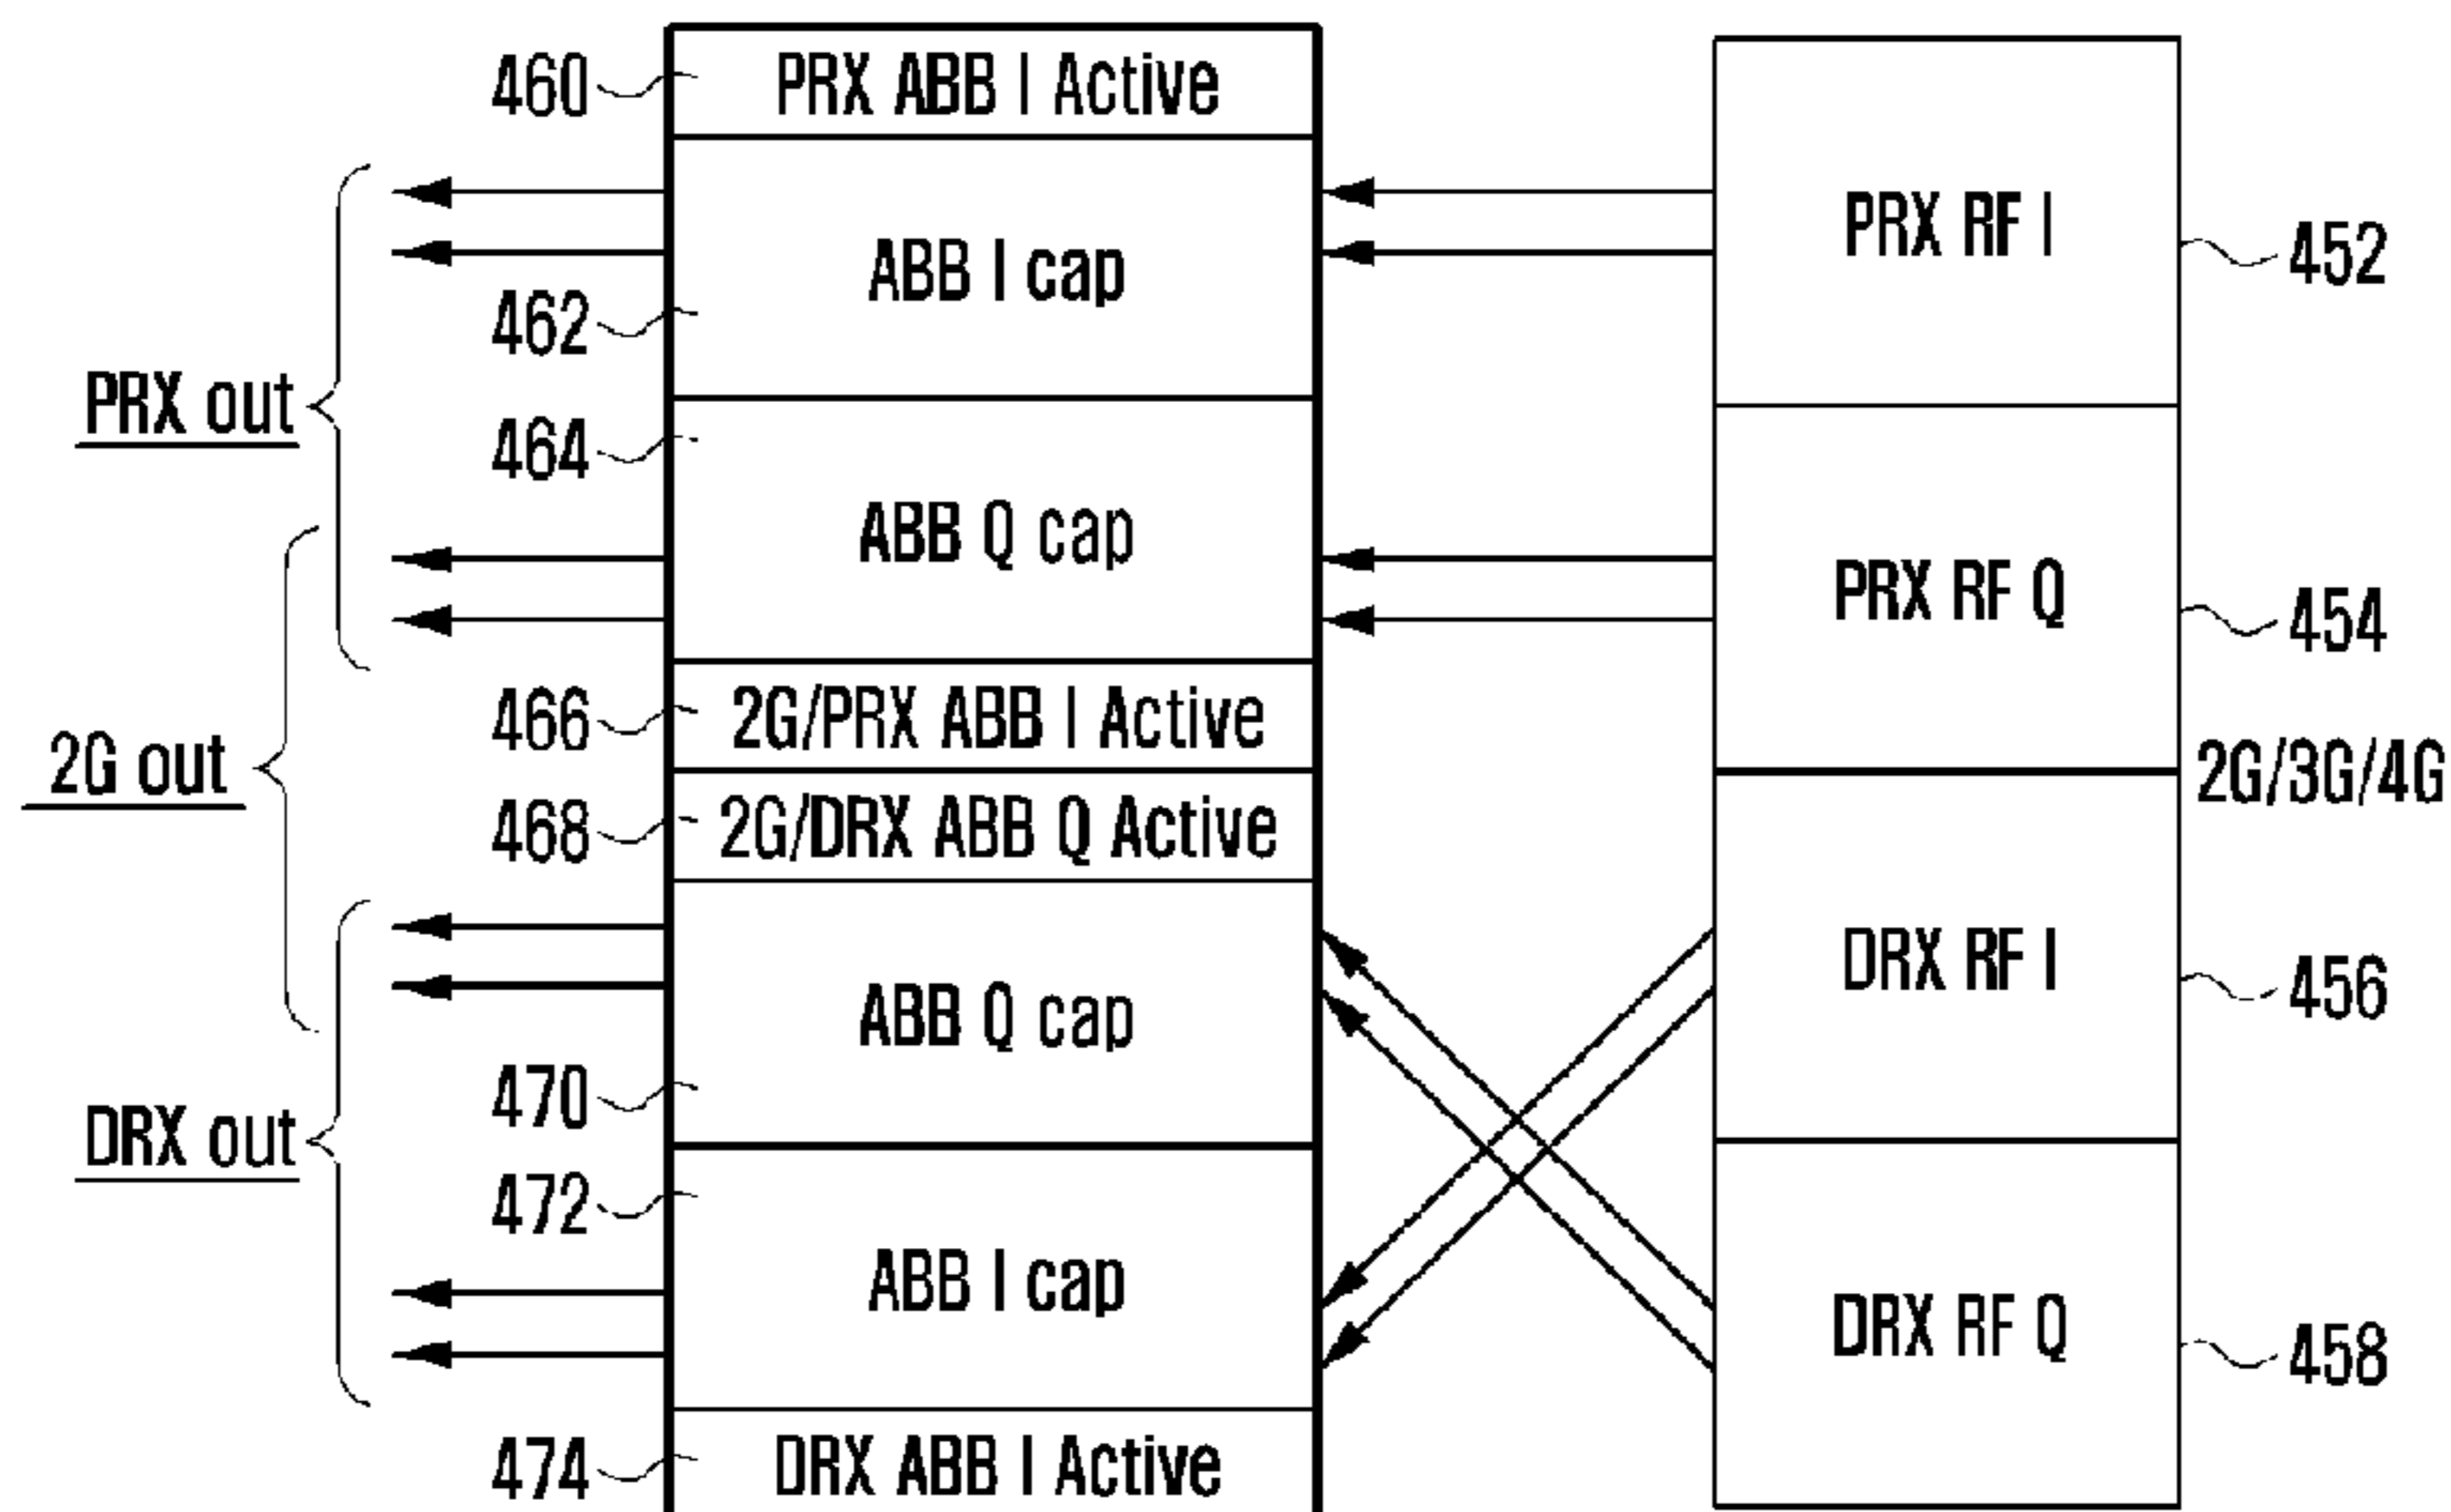 460
PRX ABB I Active
PRX RF I
452
ABB I cap
462
PRX out
464
ABB Q cap
PRX RF Q
454
466
2G/PRX ABB I Active
2G out
2G/3G/4G
468
2G/DRX ABB Q Active
DRX RF I
456
ABB Q cap
470
DRX out
472
ABB I cap
DRX RF Q
458
474
DRX ABB I Active